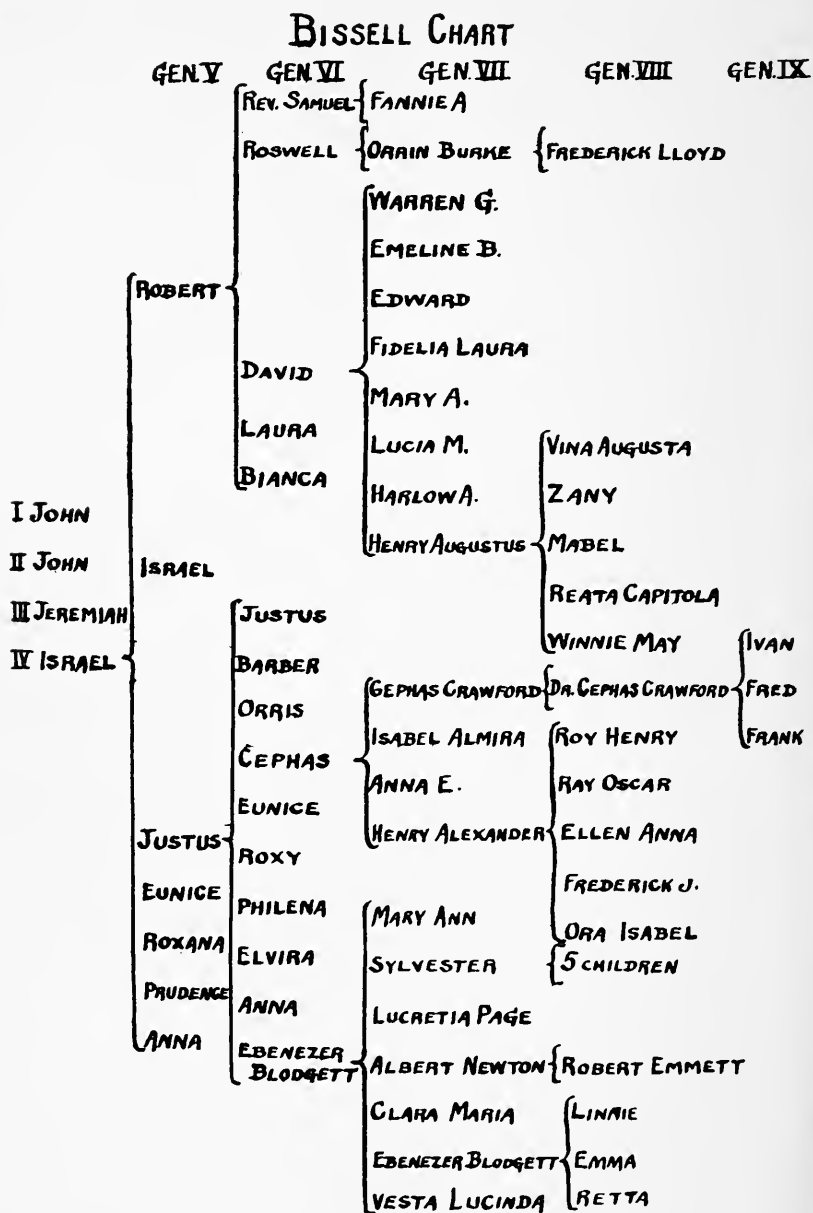 BISSELL CHART
GEN. V GEN. VI GEN. VII GEN. VIII GEN. IX
REV. SAMUEL FANNIE A
ROSWELL ORRIN BURKE FREDERICK LLOYD
WARREN G.
EMELINE B.
ROBERT EDWARD
FIDELIA LAURA
DAVID
MARY A.
LAURA LUCIA M. VINA AUGUSTA
BIANCA HARLOW A. ZANY
I JOHN
HENRY AUGUSTUS MABEL
II JOHN ISRAEL
REATA CAPITOLA
III JEREMIAH JUSTUS
WINNIE MAY IVAN
IV ISRAEL BARBER
GEPHAS CRAWFORD DR. CEPHAS CRAWFORD FRED
ORRIS
ISABEL ALMIRA ROY HENRY FRANK
CEPHAS
ANNA E. RAY OSCAR
EUNICE
JUSTUS HENRY ALEXANDER ELLEN ANNA
ROXY
EUNICE FREDERICK J.
PHILENA MARY ANN
ROXANA ORA ISABEL
ELVIRA SYLVESTER 5 CHILDREN
PRUDENCE
ANNA LUCRETIA PAGE
ANNA
EBENEZER
BLODGETT ALBERT NEWTON ROBERT EMMETT
CLARA MARIA LINNIE
EBENEZER BLODGETT EMMA
VESTA LUCINDA RETTA